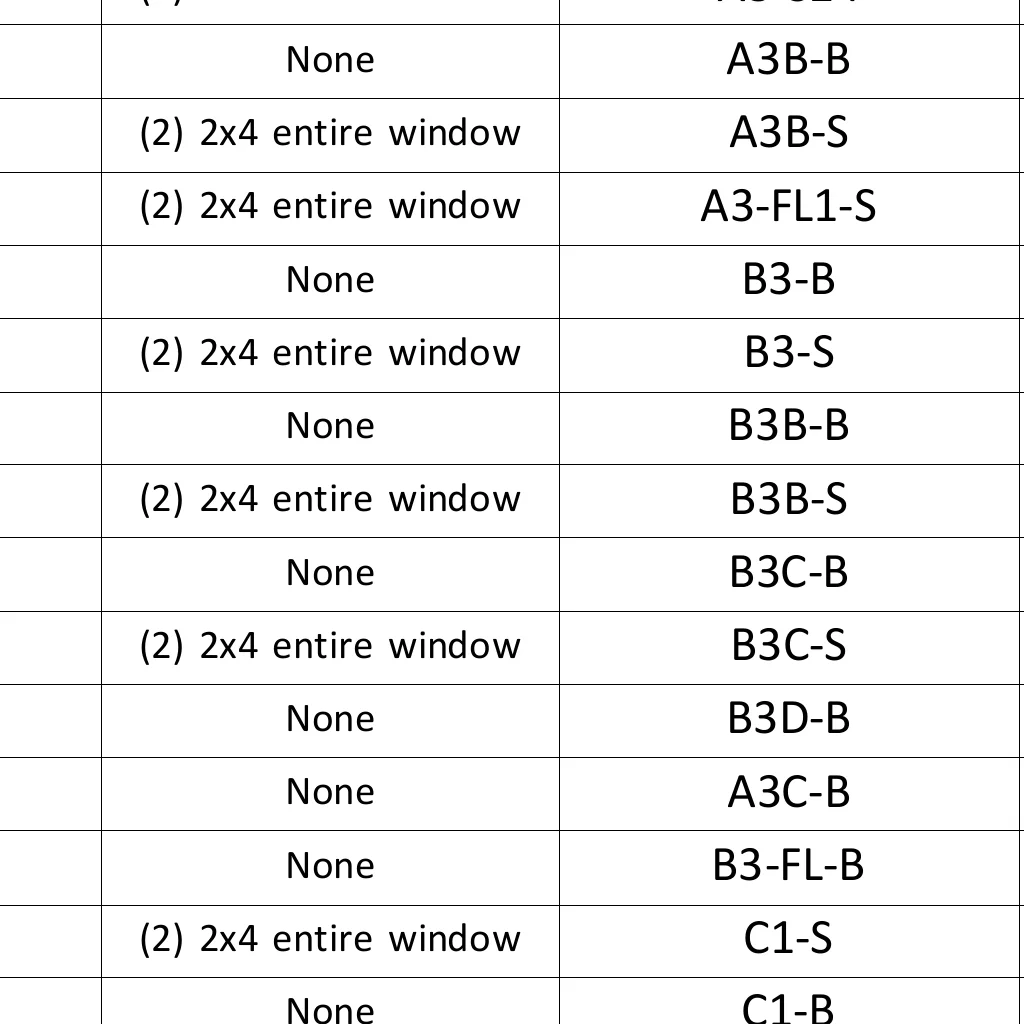 None A3B-B
(2) 2x4 entire window A3B-S
(2) 2x4 entire window A3-FL1-S
None B3-B
(2) 2x4 entire window B3-S
None B3B-B
(2) 2x4 entire window B3B-S
None B3C-B
(2) 2x4 entire window B3C-S
None B3D-B
None A3C-B
None B3-FL-B
(2) 2x4 entire window C1-S
None C1-B